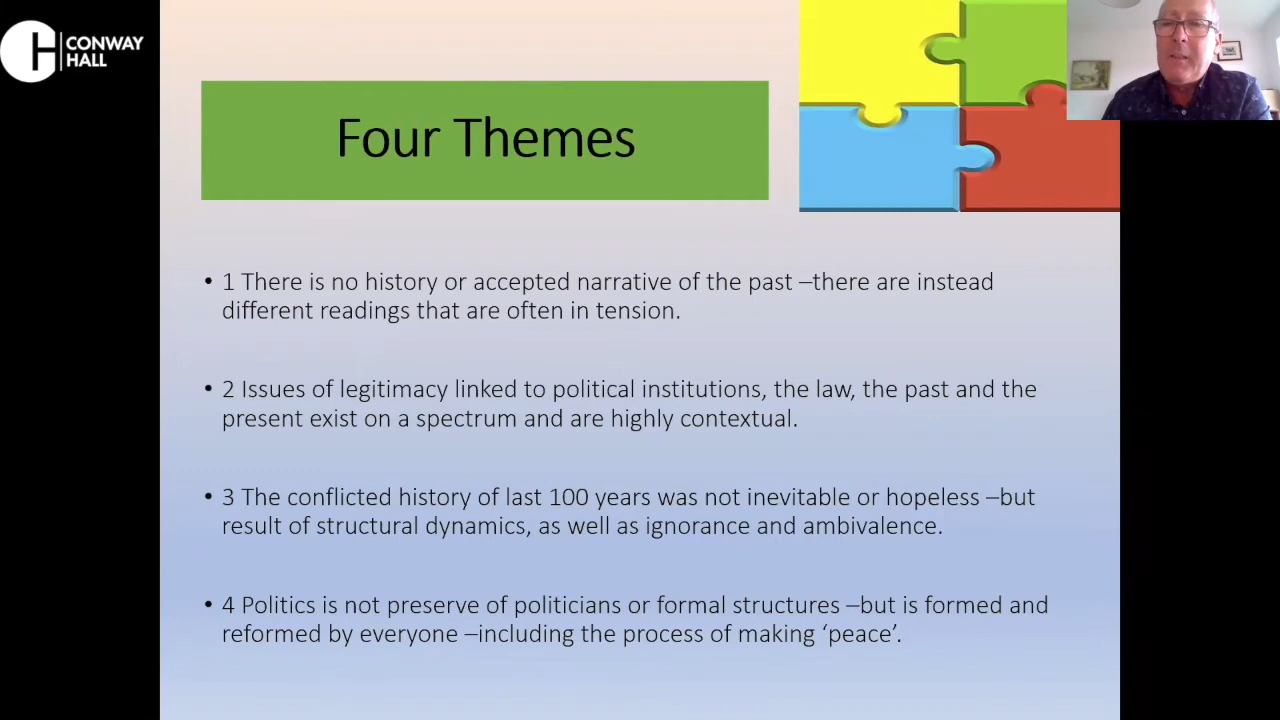 CONWAY
HALL
Four Themes
• 1 There is no history or accepted narrative of the past –there are instead
different readings that are often in tension.
• 2 Issues of legitimacy linked to political institutions, the law, the past and the
present exist on a spectrum and are highly contextual.
• 3 The conflicted history of last 100 years was not inevitable or hopeless –but
result of structural dynamics, as well as ignorance and ambivalence.
• 4 Politics is not preserve of politicians or formal structures –but is formed and
reformed by everyone –including the process of making ‘peace’.